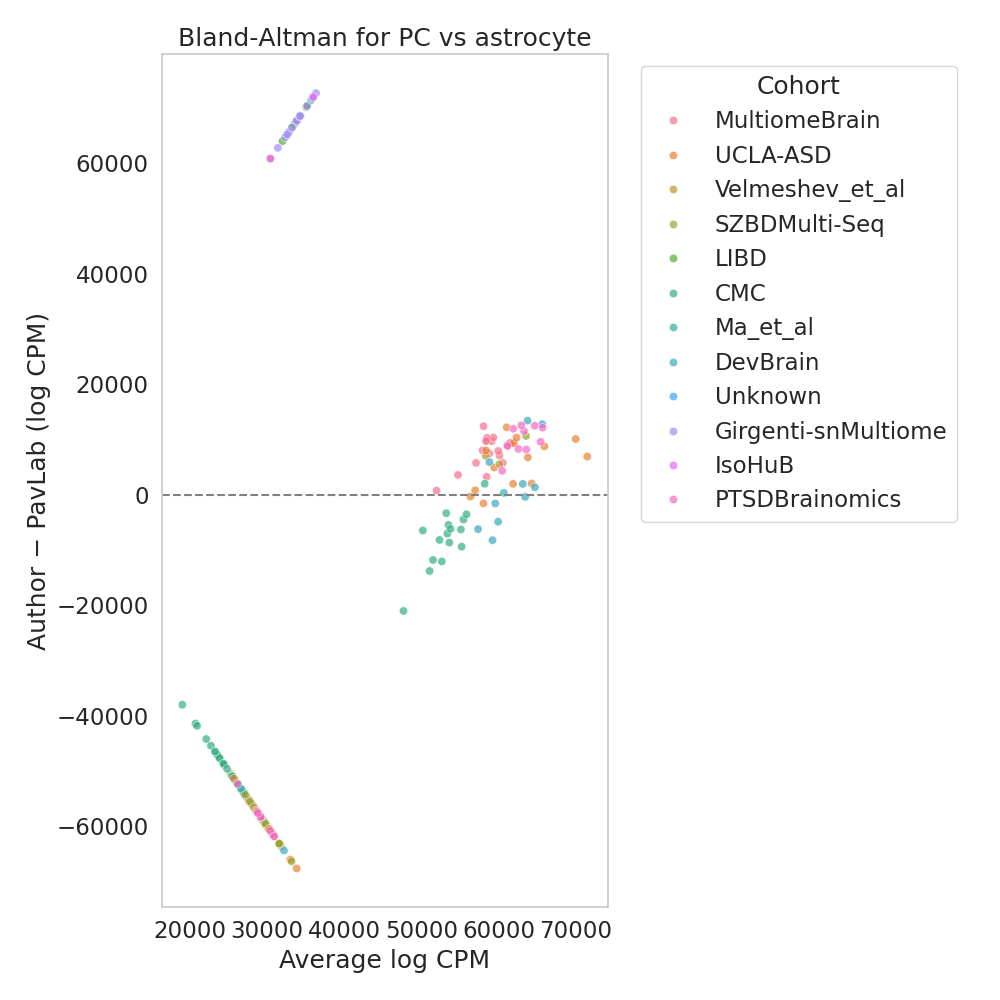 Bland-Altman for PC vs astrocyte
Author − PavLab (log CPM)
60000
40000
20000
0
−20000
−40000
−60000
20000 30000 40000 50000 60000 70000
Average log CPM
Cohort
MultiomeBrain
UCLA-ASD
Velmeshev_et_al
SZBDMulti-Seq
LIBD
CMC
Ma_et_al
DevBrain
Unknown
Girgenti-snMultiome
IsoHuB
PTSDBrainomics